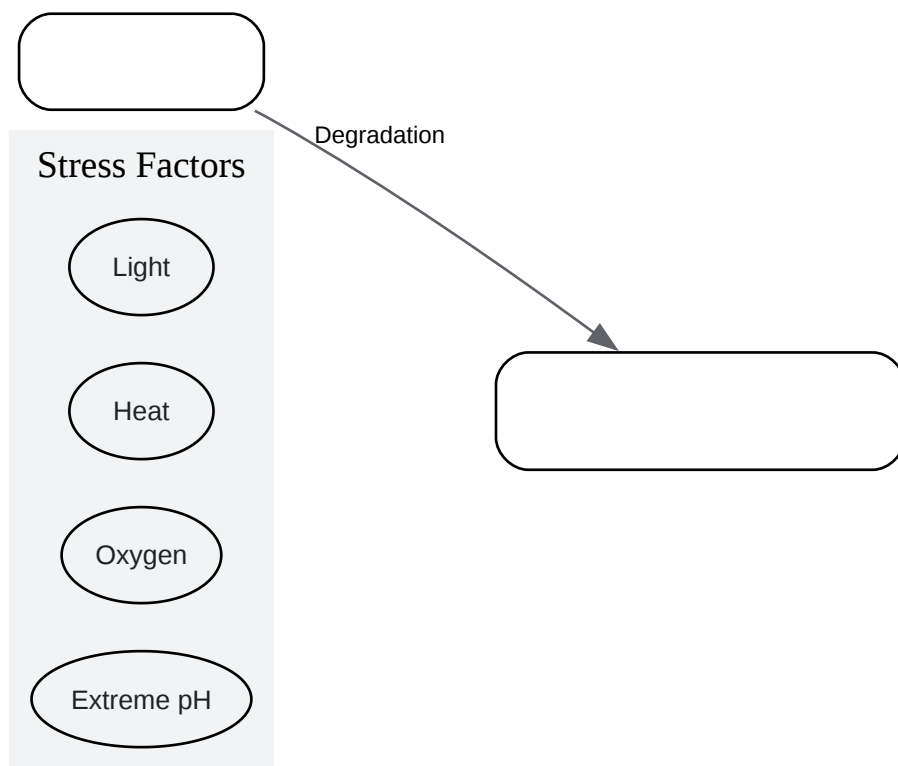 Degradation
Stress Factors
Light
Heat
Oxygen
Extreme pH